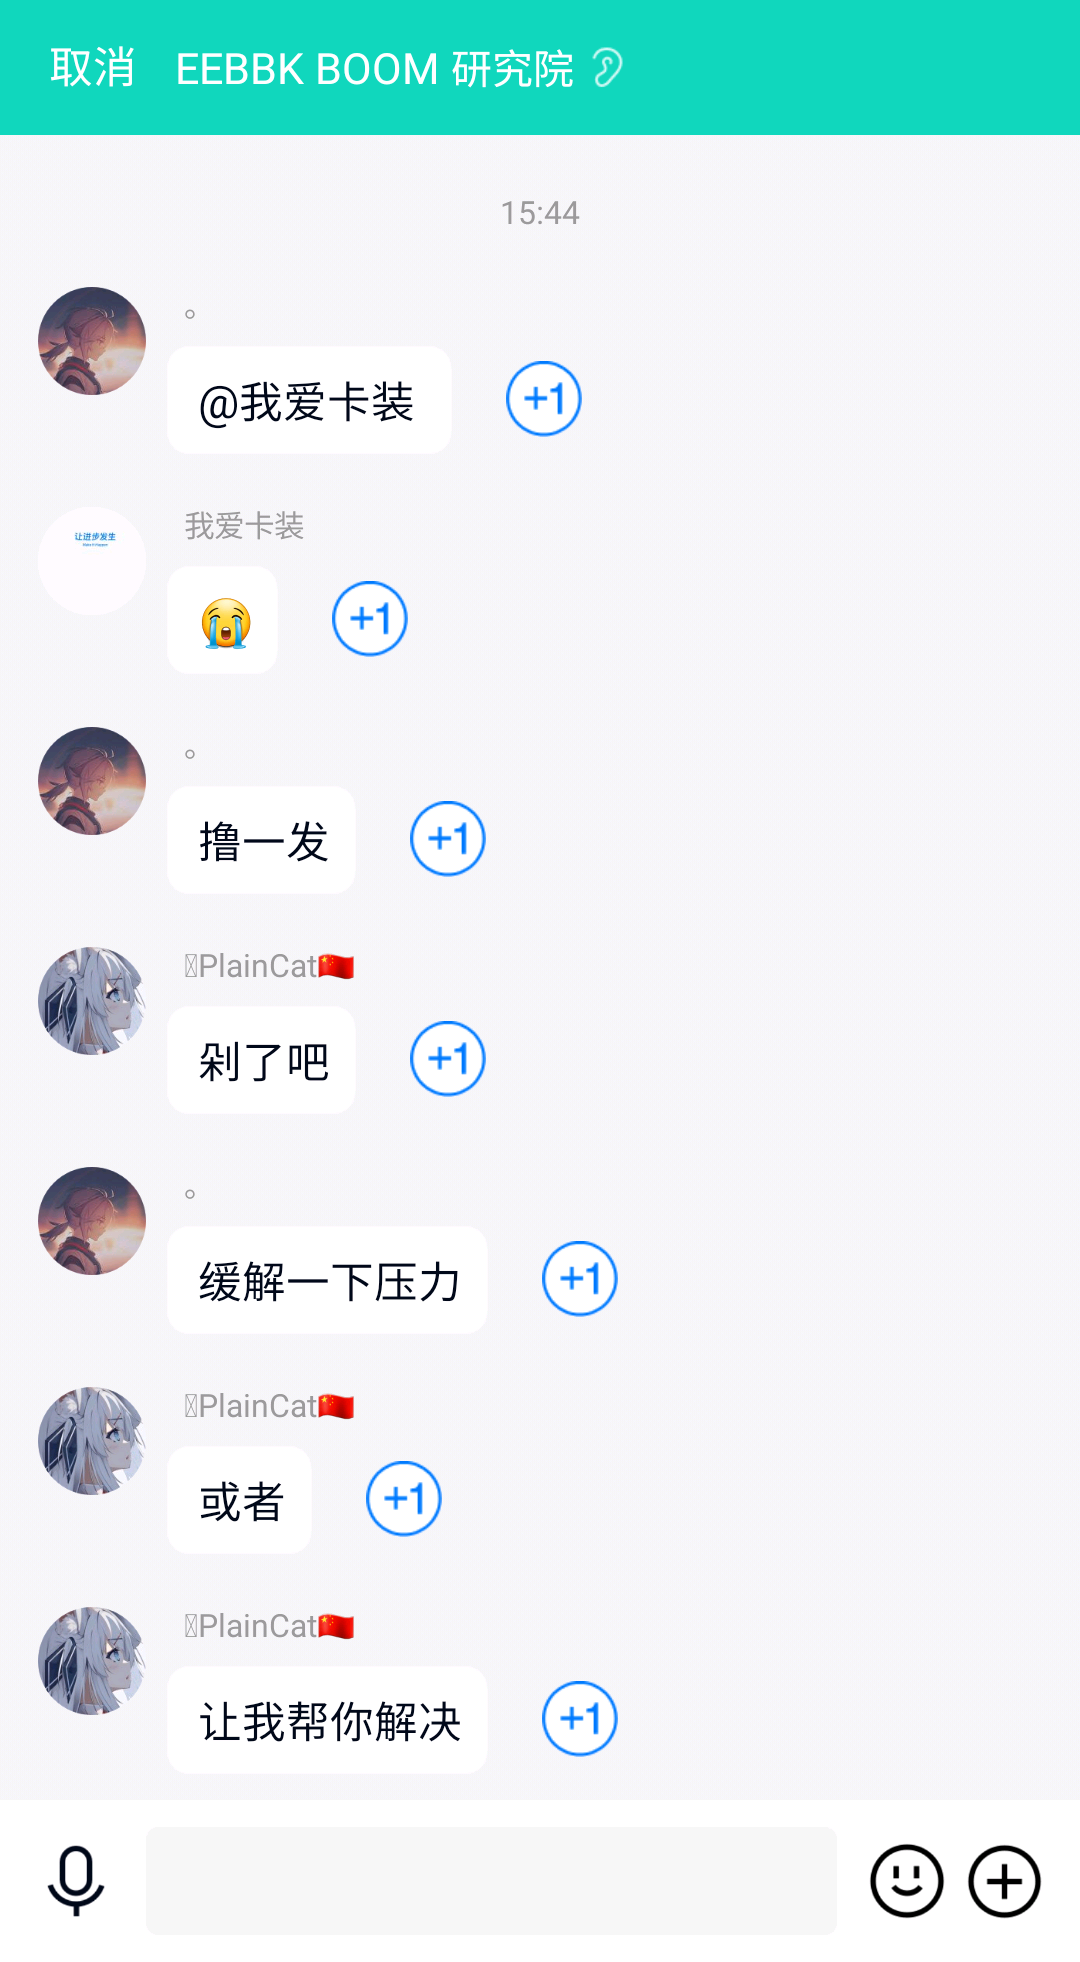 取消 EEBBK BOOM 研究院
15:44
。
@我爱卡装
+1
让进步发生
我爱卡装
😭
+1
。
撸一发
+1
PlainCat🇨🇳
剁了吧
+1
。
缓解一下压力
+1
PlainCat🇨🇳
或者
+1
PlainCat🇨🇳
让我帮你解决
+1